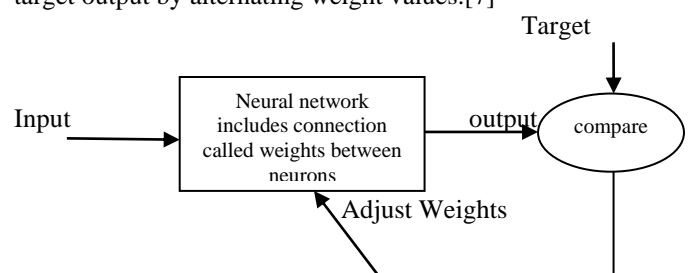 target output by alternating weight values.[7]
Target
Input
Neural network
includes connection
called weights between
neurons
output
compare
Adjust Weights